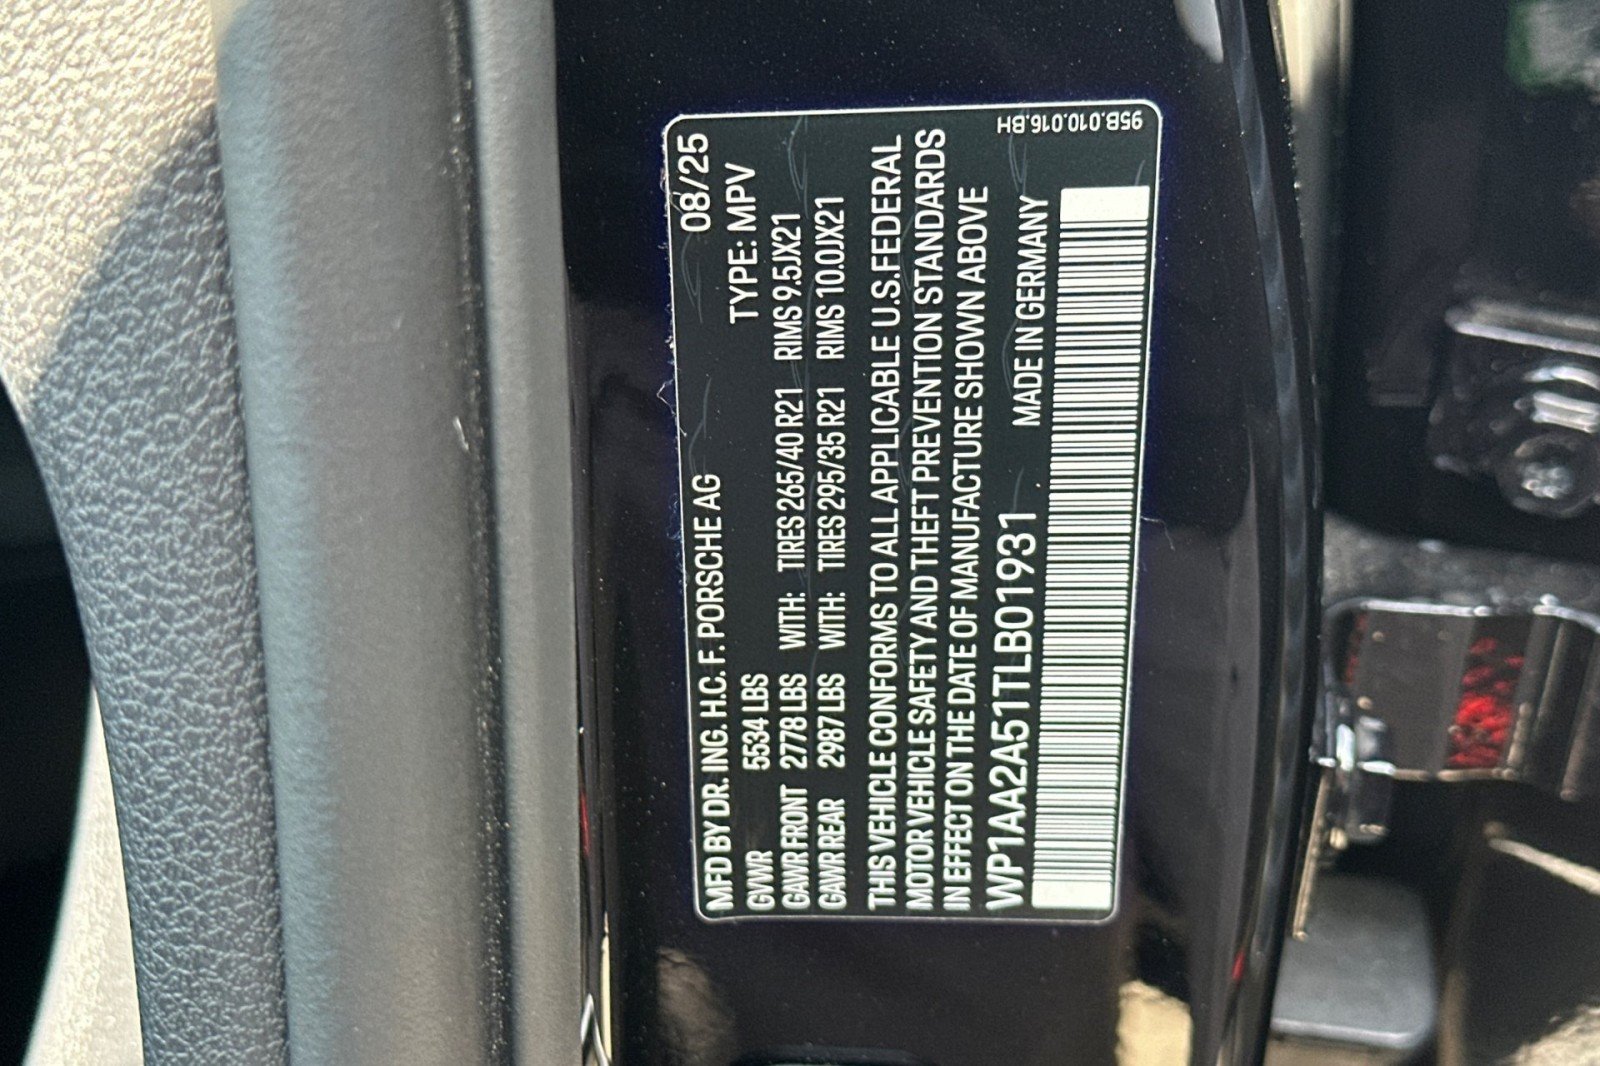 08/25
MFD BY DR. ING. H.C. F. PORSCHE AG
GVWR 5534 LBS TYPE: MPV
GAWR FRONT 2778 LBS WITH: TIRES 265/40 R21 RIMS 9.5JX21
GAWR REAR 2987 LBS WITH: TIRES 295/35 R21 RIMS 10.0JX21
THIS VEHICLE CONFORMS TO ALL APPLICABLE U.S.FEDERAL
MOTOR VEHICLE SAFETY AND THEFT PREVENTION STANDARDS
IN EFFECT ON THE DATE OF MANUFACTURE SHOWN ABOVE
WP1AA2A51TLB01931 MADE IN GERMANY
95B.010.016.BH